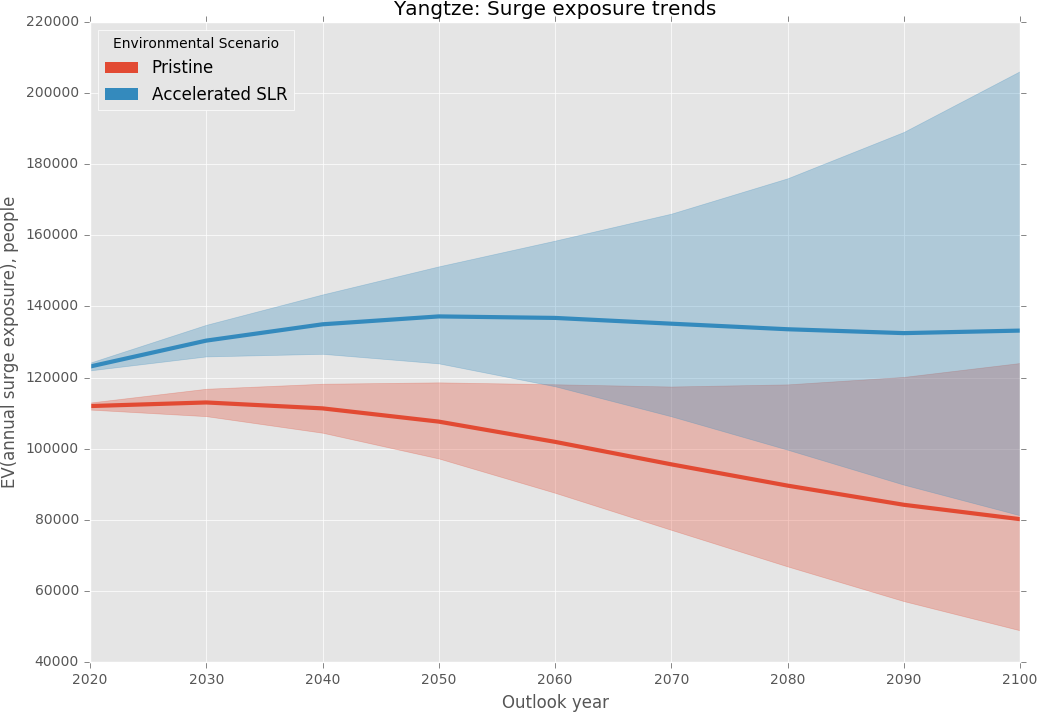 Yangtze: Surge exposure trends
220000
200000
180000
160000
140000
120000
100000
80000
60000
40000
EV(annual surge exposure), people
Environmental Scenario
Pristine
Accelerated SLR
2020 2030 2040 2050 2060 2070 2080 2090 2100
Outlook year